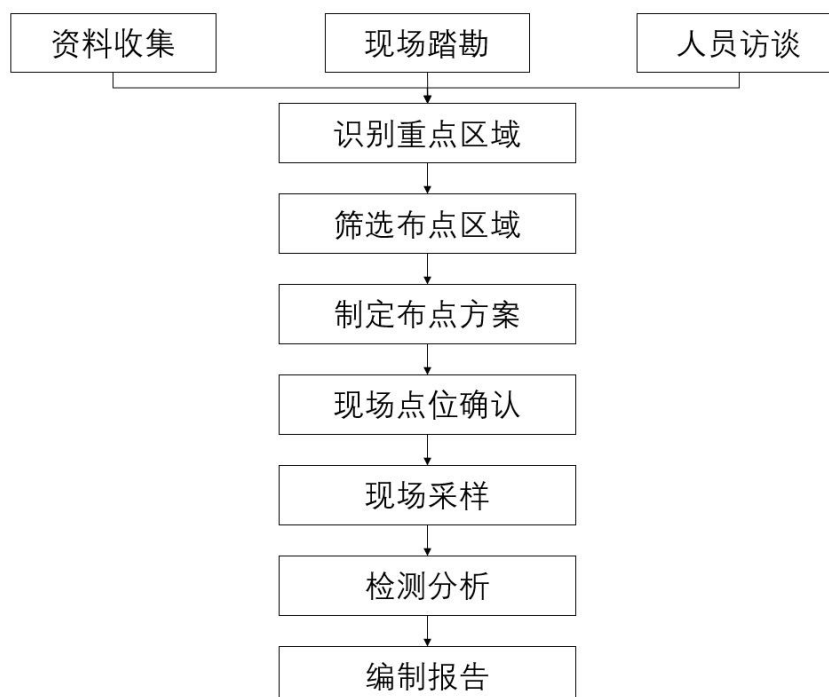 资料收集
现场踏勘
人员访谈
识别重点区域
筛选布点区域
制定布点方案
现场点位确认
现场采样
检测分析
编制报告